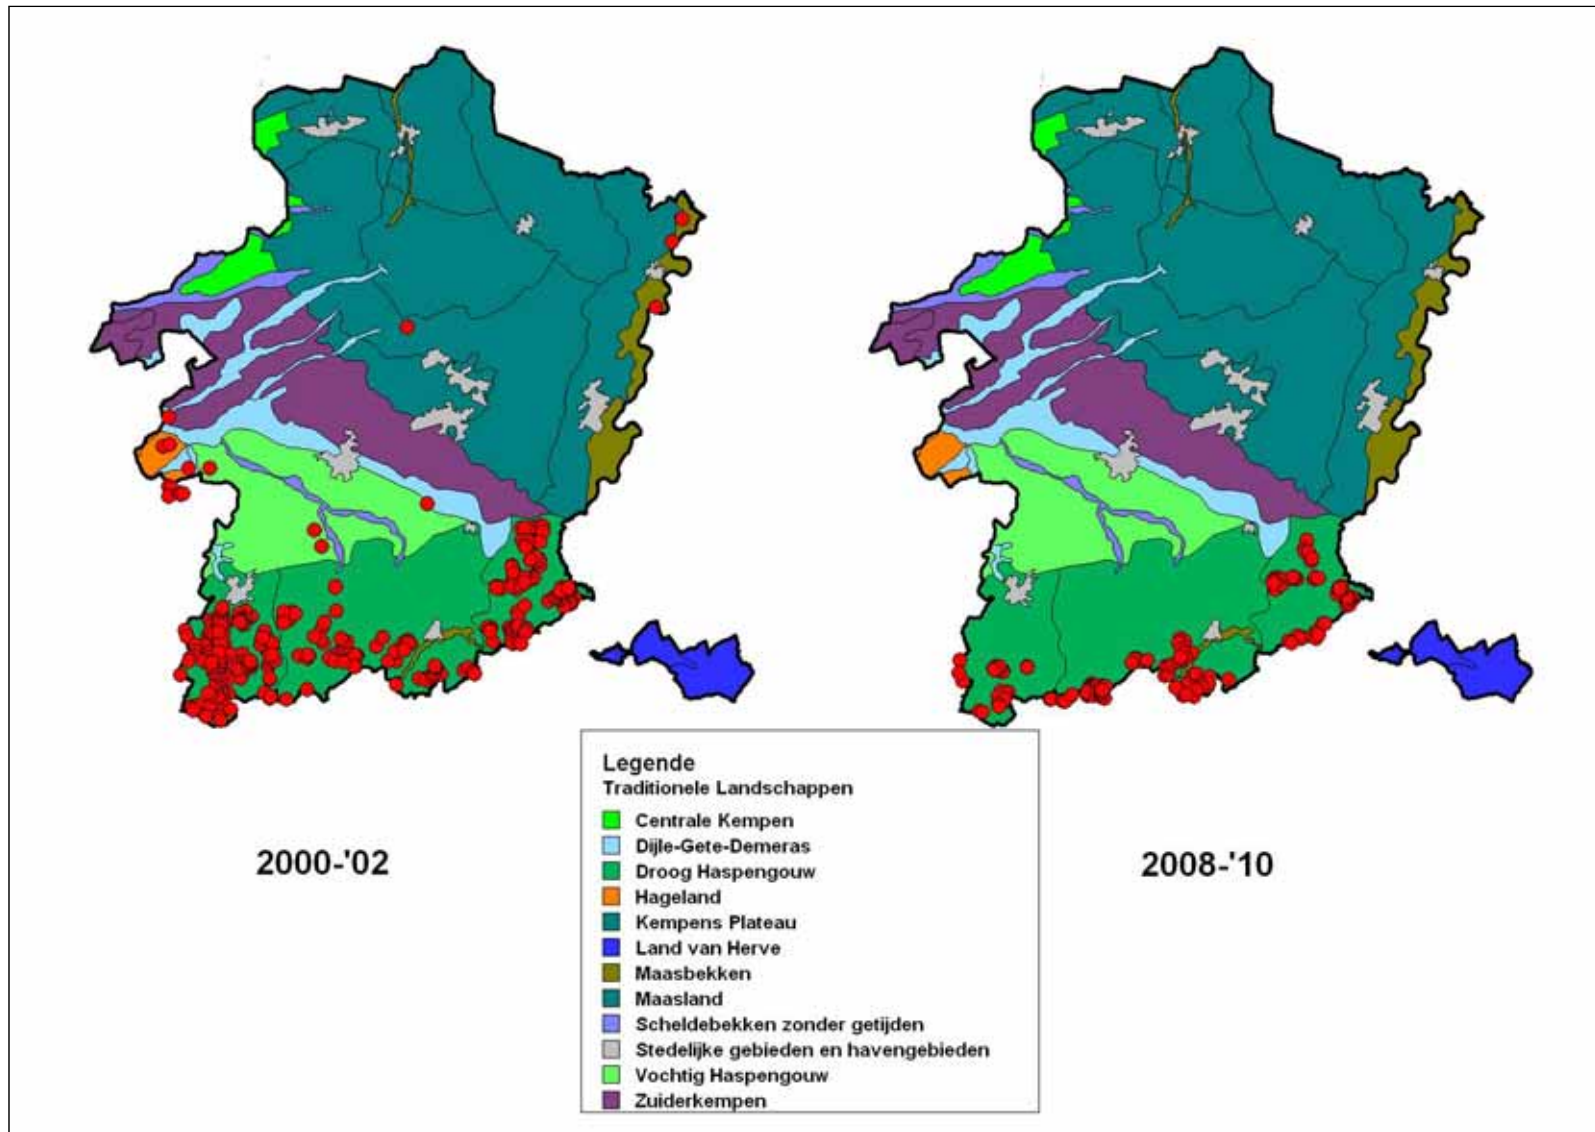 Legende
Traditionele Landschappen
Centrale Kempen
Dijle-Gete-Demeras
Droog Haspengouw
Hageland
Kempens Plateau
Land van Herve
Maasbekken
Maasland
Scheldebekken zonder getijden
Stedelijke gebieden en havengebieden
Vochtig Haspengouw
Zuiderkempen
2000-'02
2008-'10